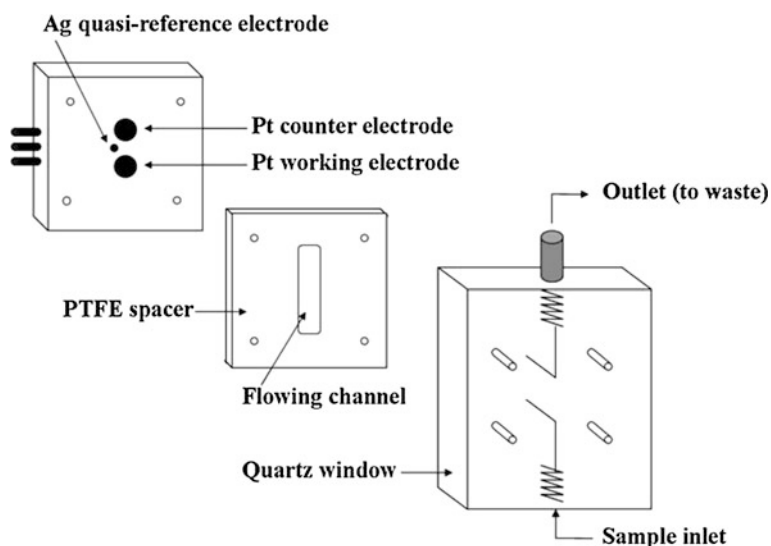 Ag quasi-reference electrode
Pt counter electrode
Pt working electrode
Outlet (to waste)
PTFE spacer
Flowing channel
Quartz window
Sample inlet